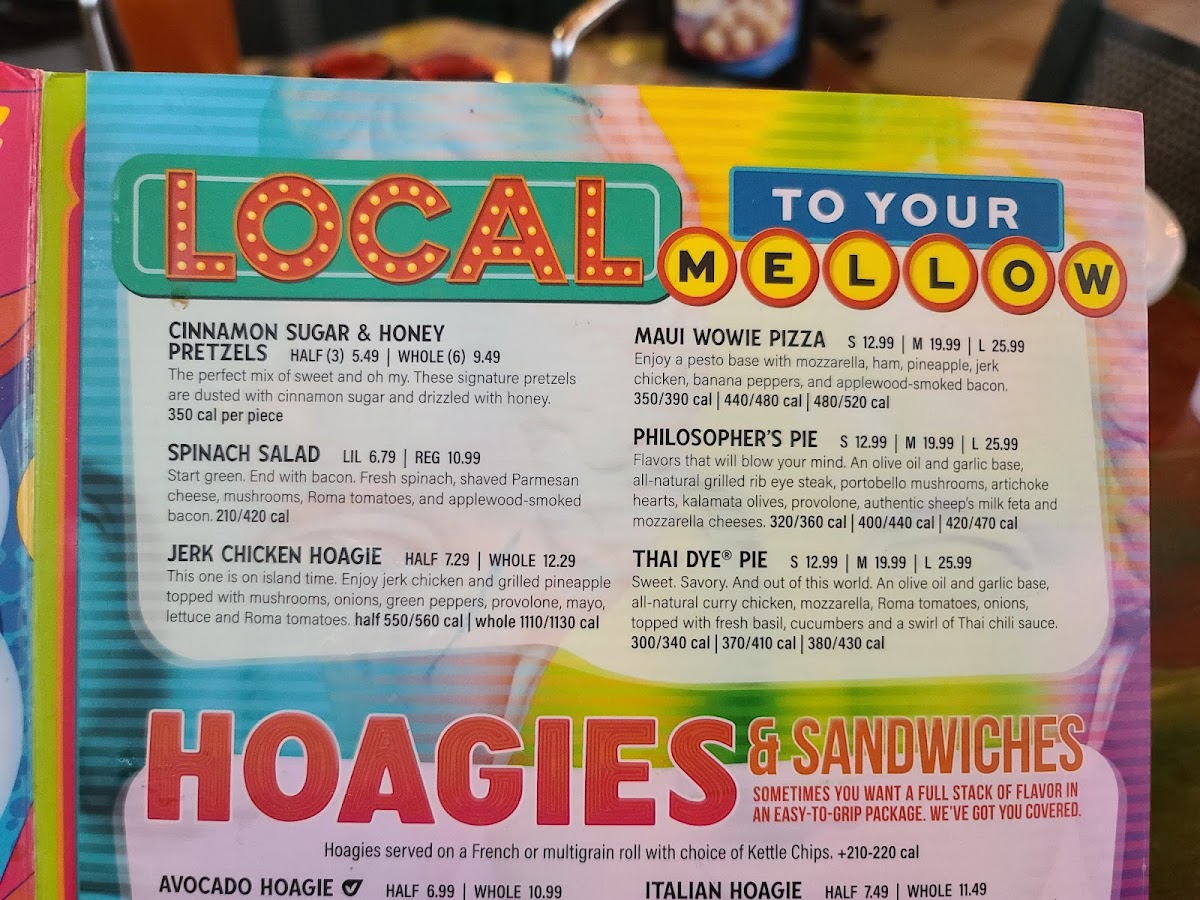 LOCAL TO YOUR
MELLOW
CINNAMON SUGAR & HONEY
PRETZELS HALF (3) 5.49 | WHOLE (6) 9.49
The perfect mix of sweet and oh my. These signature pretzels
are dusted with cinnamon sugar and drizzled with honey.
350 cal per piece
SPINACH SALAD LIL 6.79 | REG 10.99
Start green. End with bacon. Fresh spinach, shaved Parmesan
cheese, mushrooms, Roma tomatoes, and applewood-smoked
bacon. 210/420 cal
JERK CHICKEN HOAGIE HALF 7.29 | WHOLE 12.29
This one is on island time. Enjoy jerk chicken and grilled pineapple
topped with mushrooms, onions, green peppers, provolone, mayo,
lettuce and Roma tomatoes. half 550/560 cal | whole 1110/1130 cal
MAUI WOWIE PIZZA S 12.99 | M 19.99 | L 25.99
Enjoy a pesto base with mozzarella, ham, pineapple, jerk
chicken, banana peppers, and applewood-smoked bacon.
350/390 cal | 440/480 cal | 480/520 cal
PHILOSOPHER'S PIE S 12.99 | M 19.99 | L 25.99
Flavors that will blow your mind. An olive oil and garlic base,
all-natural grilled rib eye steak, portobello mushrooms, artichoke
hearts, kalamata olives, provolone, authentic sheep's milk feta and
mozzarella cheeses. 320/360 cal | 400/440 cal | 420/470 cal
THAI DYE® PIE S 12.99 | M 19.99 | L 25.99
Sweet. Savory. And out of this world. An olive oil and garlic base,
all-natural curry chicken, mozzarella, Roma tomatoes, onions,
topped with fresh basil, cucumbers and a swirl of Thai chili sauce.
300/340 cal | 370/410 cal | 380/430 cal
HOAGIES & SANDWICHES
SOMETIMES YOU WANT A FULL STACK OF FLAVOR IN
AN EASY-TO-GRIP PACKAGE. WE'VE GOT YOU COVERED.
Hoagies served on a French or multigrain roll with choice of Kettle Chips. +210-220 cal
AVOCADO HOAGIE HALF 6.99 | WHOLE 10.99
ITALIAN HOAGIE HALF 7.49 | WHOLE 11.49